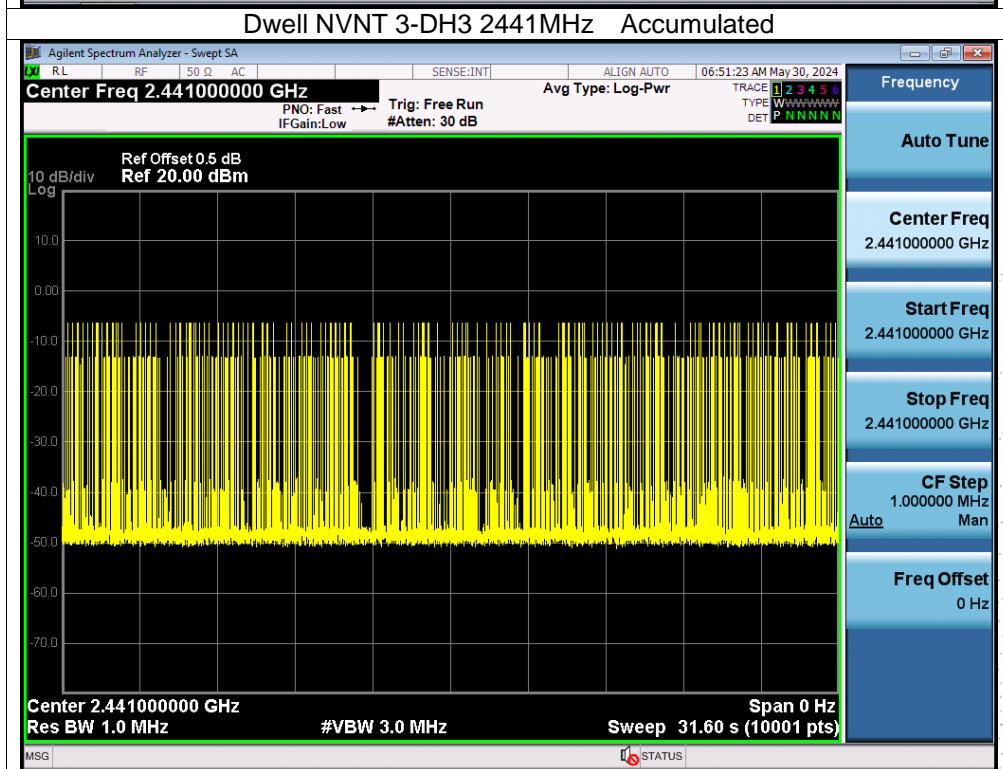 Dwell NVNT 3-DH3 2441MHz Accumulated
Agilent Spectrum Analyzer - Swept SA
LXI RL RF 50 Ω AC SENSE:INT ALIGN AUTO 06:51:23 AM May 30, 2024
Center Freq 2.441000000 GHz
PNO: Fast
IFGain:Low
Trig: Free Run
#Atten: 30 dB
Avg Type: Log-Pwr
TRACE 1 2 3 4 5 6
TYPE WWWWWWW
DET P N N N N N
Ref Offset 0.5 dB
10 dB/div Ref 20.00 dBm
Log
10.0
0.00
-10.0
-20.0
-30.0
-40.0
-50.0
-60.0
-70.0
Center 2.441000000 GHz Span 0 Hz
Res BW 1.0 MHz #VBW 3.0 MHz Sweep 31.60 s (10001 pts)
MSG STATUS
Frequency
Auto Tune
Center Freq
2.441000000 GHz
Start Freq
2.441000000 GHz
Stop Freq
2.441000000 GHz
CF Step
1.000000 MHz
Auto Man
Freq Offset
0 Hz